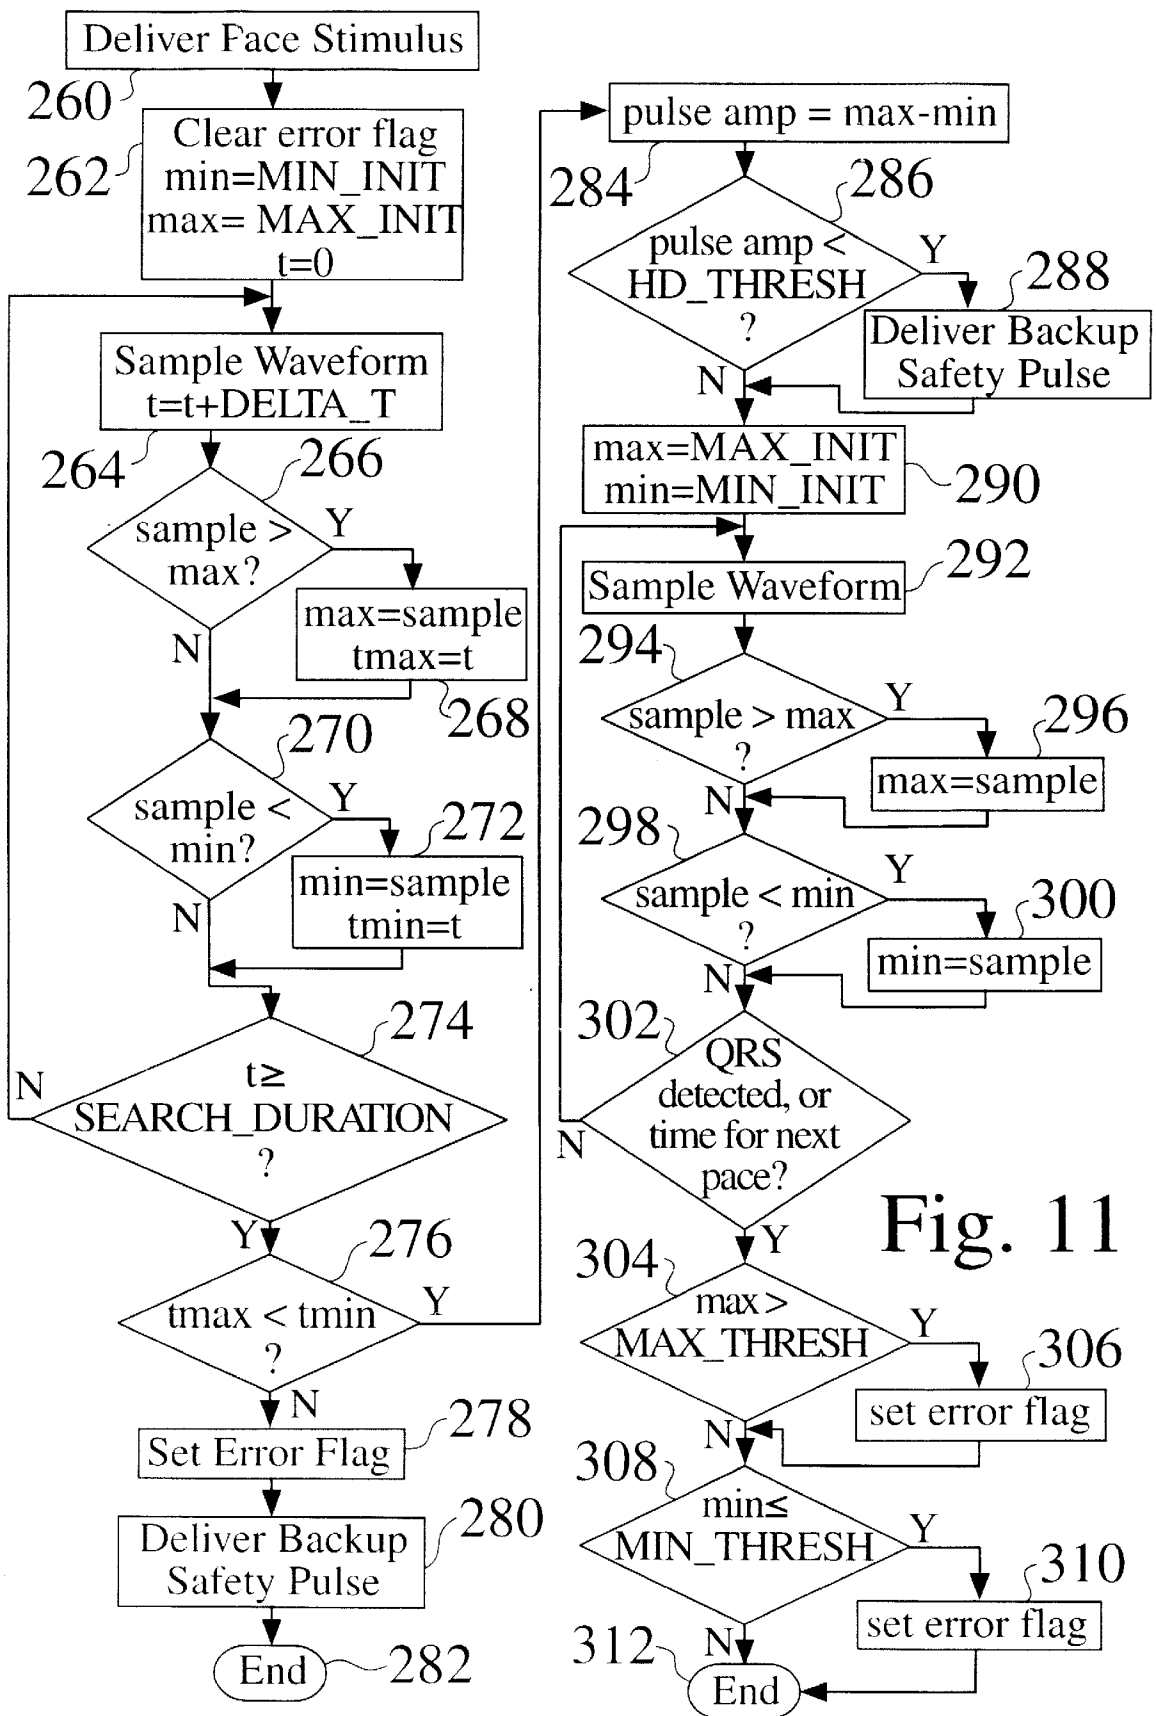 Deliver Pace Stimulus
260
Clear error flag
min=MIN_INIT
max= MAX_INIT
t=0
262
Sample Waveform
t=t+DELTA_T
264
266
sample >
max?
Y
N
max=sample
tmax=t
268
270
sample <
min?
Y
N
272
min=sample
tmin=t
274
t≥
SEARCH_DURATION
?
N
Y
276
tmax < tmin
?
Y
N
278
Set Error Flag
280
Deliver Backup
Safety Pulse
End
282
pulse amp = max-min
284
286
pulse amp <
HD_THRESH
?
Y
N
288
Deliver Backup
Safety Pulse
max=MAX_INIT
min=MIN_INIT
290
Sample Waveform
292
294
sample > max
?
Y
N
296
max=sample
298
sample < min
?
Y
N
300
min=sample
302
QRS
detected, or
time for next
pace?
N
Y
304
max >
MAX_THRESH
Y
N
306
set error flag
308
min≤
MIN_THRESH
Y
N
310
set error flag
312
End
Fig. 11